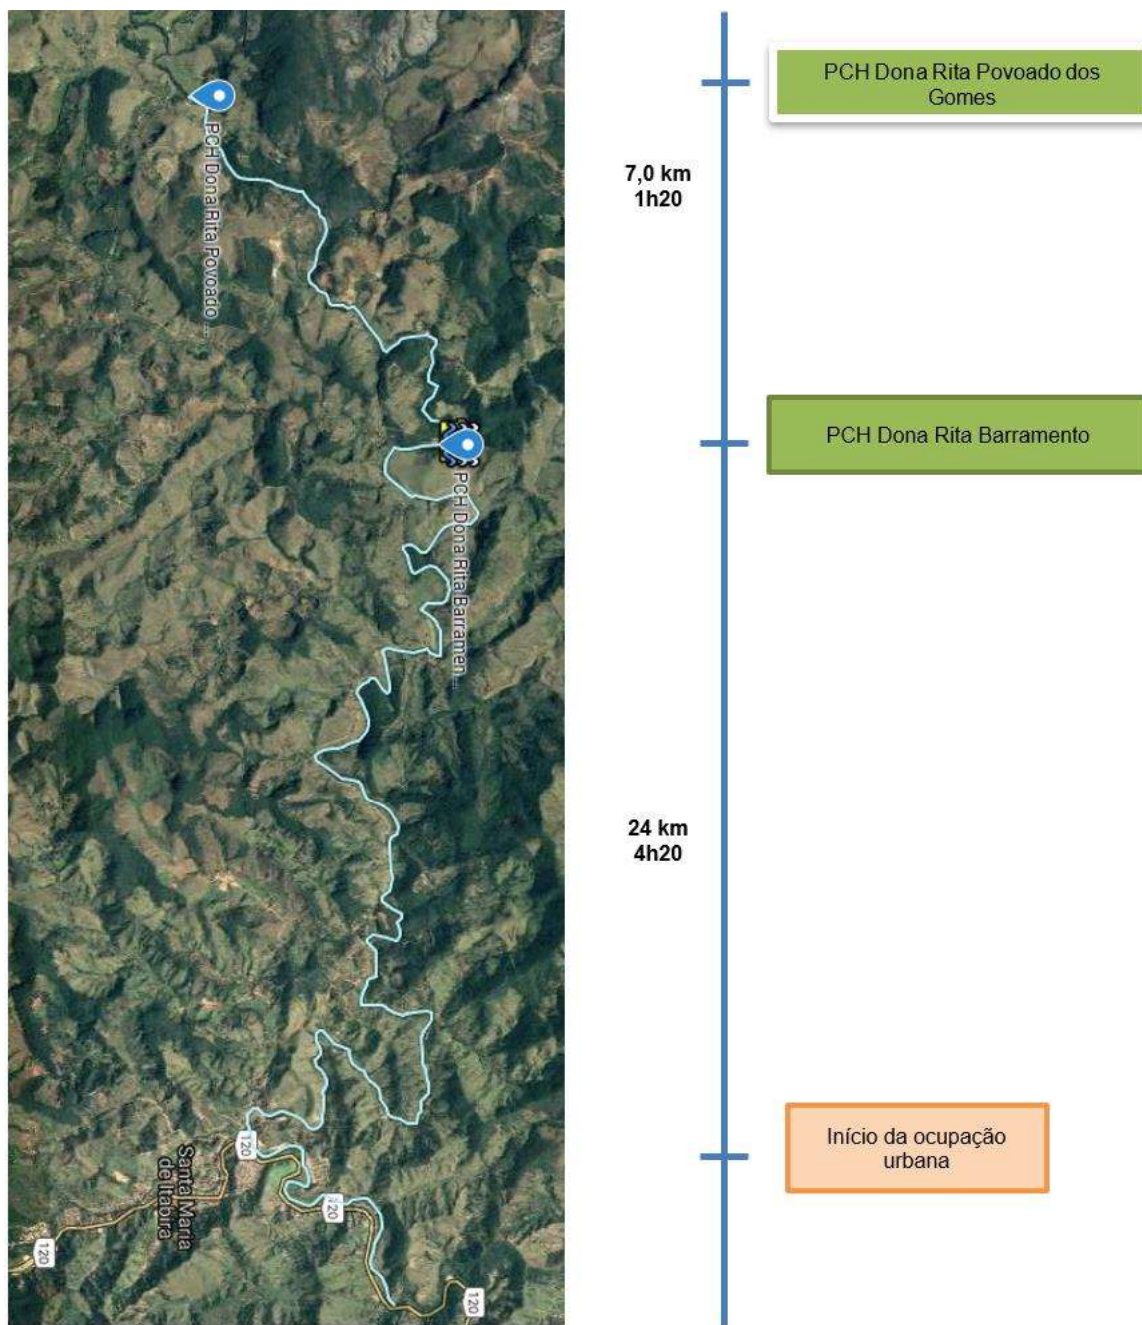 PCH Dona Rita Povoado ...
PCH Dona Rita Barramen...
120
120
120
120
Santa Maria
de Itabira
7,0 km
1h20
24 km
4h20
PCH Dona Rita Povoado dos
Gomes
PCH Dona Rita Barramento
Início da ocupação
urbana